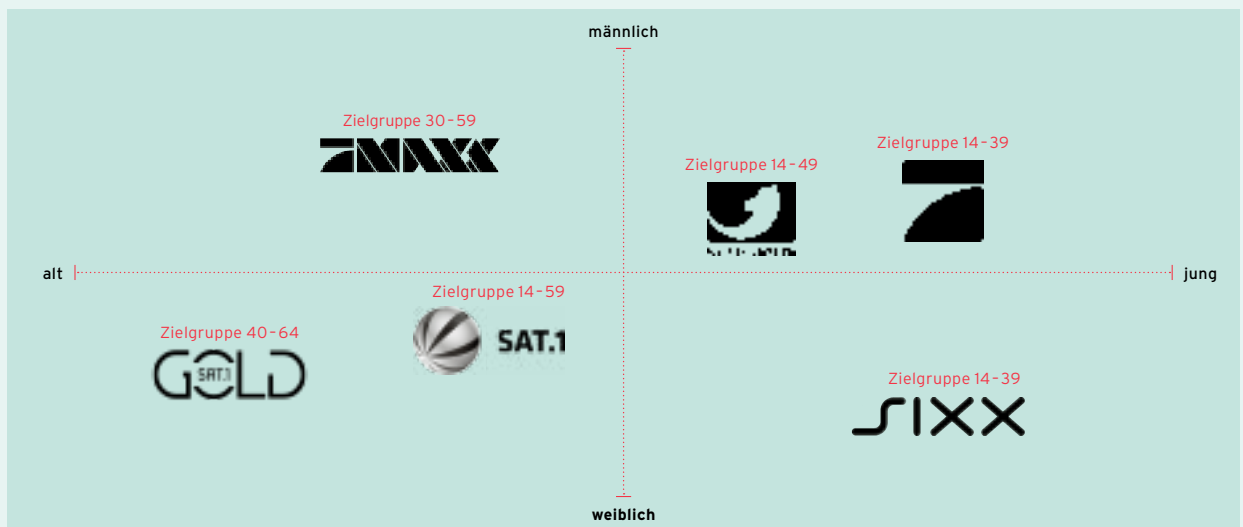 männlich
Zielgruppe 30–59
7MAXX
Zielgruppe 14–49
Zielgruppe 14–39
alt
jung
Zielgruppe 14–59
SAT.1
Zielgruppe 40–64
GOLD
SAT.1
Zielgruppe 14–39
sixx
weiblich